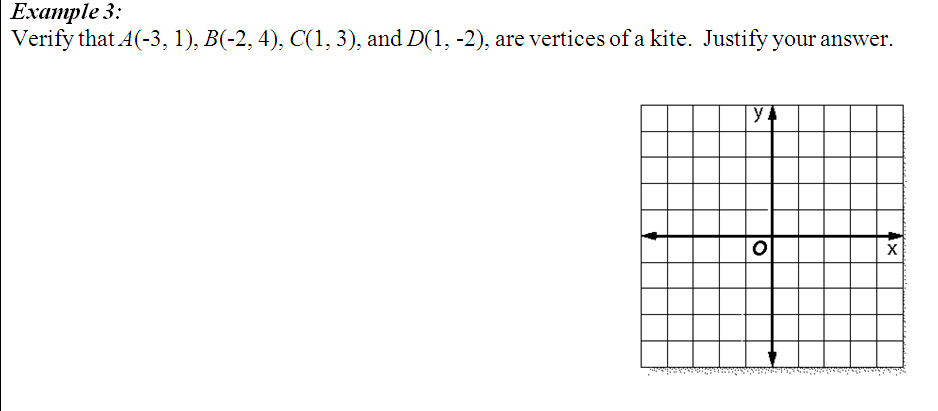 Example 3:
Verify that A(-3, 1), B(-2, 4), C(1, 3), and D(1, -2), are vertices of a kite. Justify your answer.
y
O
x